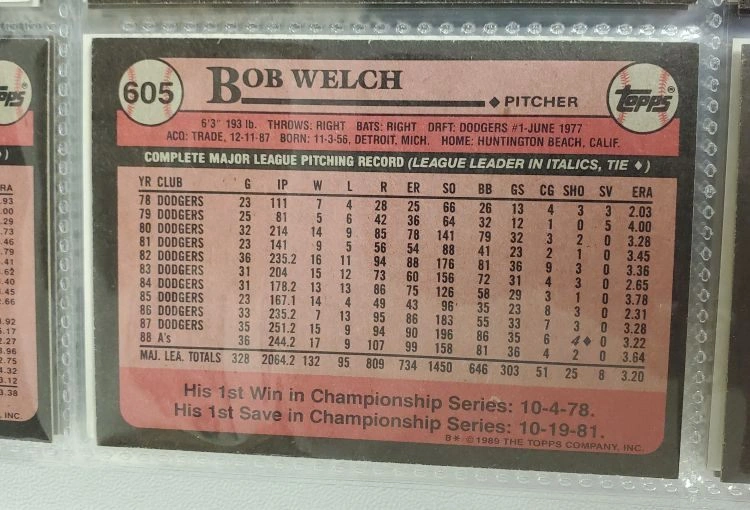 605
BOB WELCH
♦ PITCHER
Topps®
6'3" 193 lb. THROWS: RIGHT BATS: RIGHT DRFT: DODGERS #1-JUNE 1977
ACQ: TRADE, 12-11-87 BORN: 11-3-56, DETROIT, MICH. HOME: HUNTINGTON BEACH, CALIF.
COMPLETE MAJOR LEAGUE PITCHING RECORD (LEAGUE LEADER IN ITALICS, TIE ♦)
YR CLUB G IP W L R ER SO BB GS CG SHO SV ERA
78 DODGERS 23 111 7 4 28 25 66 26 13 4 3 3 2.03
79 DODGERS 25 81 5 6 42 36 64 32 12 1 0 5 4.00
80 DODGERS 32 214 14 9 85 78 141 79 32 3 2 0 3.28
81 DODGERS 23 141 9 5 56 54 88 41 23 2 1 0 3.45
82 DODGERS 36 235.2 16 11 94 88 176 81 36 9 3 0 3.36
83 DODGERS 31 204 15 12 73 60 156 72 31 4 3 0 2.65
84 DODGERS 31 178.2 13 13 86 75 126 58 29 3 1 0 3.78
85 DODGERS 23 167.1 14 4 49 43 96 35 23 8 3 0 2.31
86 DODGERS 33 235.2 7 13 95 86 183 55 33 7 3 0 3.28
87 DODGERS 35 251.2 15 9 94 90 196 86 35 6 4♦ 0 3.22
88 A's 36 244.2 17 9 107 99 158 81 36 4 2 0 3.64
MAJ. LEA. TOTALS 328 2064.2 132 95 809 734 1450 646 303 51 25 8 3.20
His 1st Win in Championship Series: 10-4-78.
His 1st Save in Championship Series: 10-19-81.
B* ©1989 THE TOPPS COMPANY, INC.
INC.